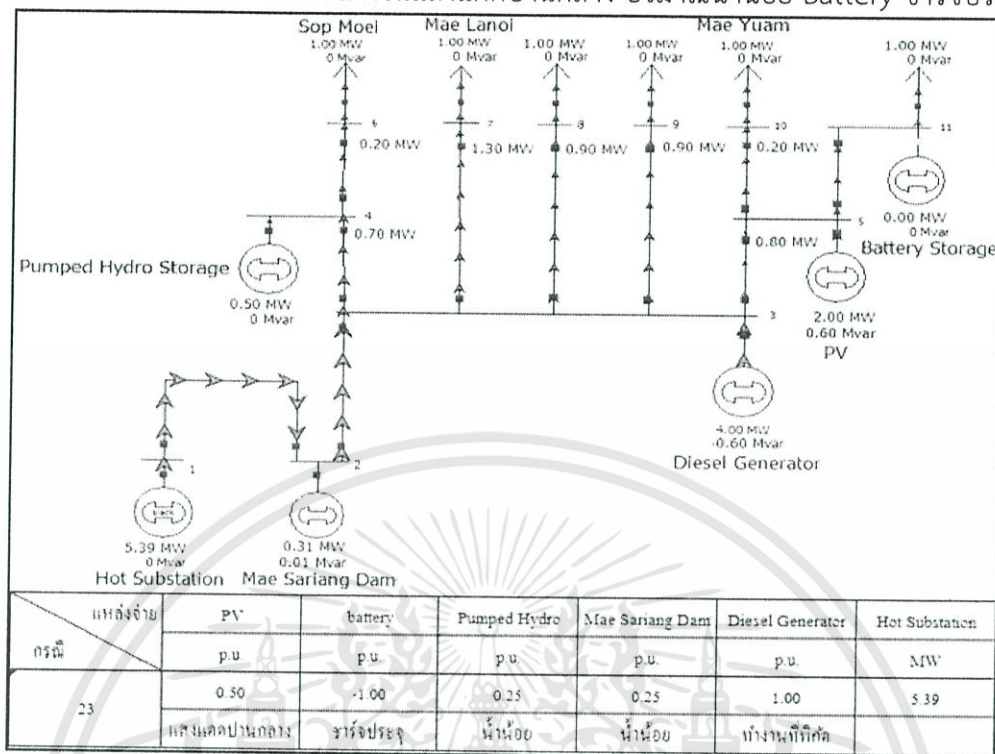 Sop Moei Mae Lanoi Mae Yuam
1.00 MW 1.00 MW 1.00 MW 1.00 MW 1.00 MW 1.00 MW
0 Mvar 0 Mvar 0 Mvar 0 Mvar 0 Mvar 0 Mvar
6 7 8 9 10 11
0.20 MW 1.30 MW 0.90 MW 0.90 MW 0.20 MW
0.00 MW
0 Mvar
Battery Storage
4 5
0.70 MW 0.80 MW
Pumped Hydro Storage
0.50 MW
0 Mvar
2.00 MW
0.60 Mvar
PV
3
4.00 MW
-0.60 Mvar
Diesel Generator
1 2
5.39 MW 0.31 MW
0 Mvar 0.01 Mvar
Hot Substation Mae Sariang Dam
แหล่งจ่าย PV battery Pumped Hydro Mae Sariang Dam Diesel Generator Hot Substation
กรณี p.u. p.u. p.u. p.u. p.u. MW
23 0.50 -1.00 0.25 0.25 1.00 5.39
แสงแดดปานกลาง ชาร์จประจุ น้ำน้อย น้ำน้อย ทำงานที่พิกัด